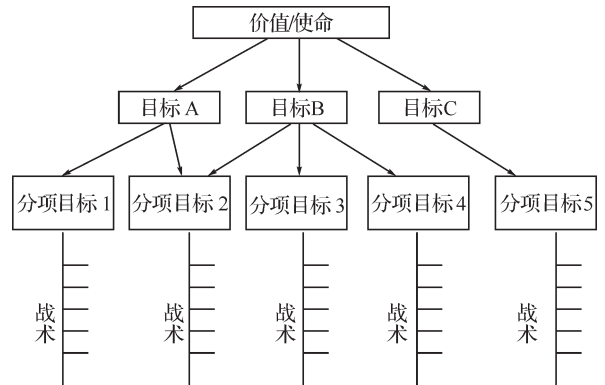 价值/使命
目标 A
目标B
目标C
分项目标 1
分项目标 2
分项目标 3
分项目标 4
分项目标5
战术
战术
战术
战术
战术